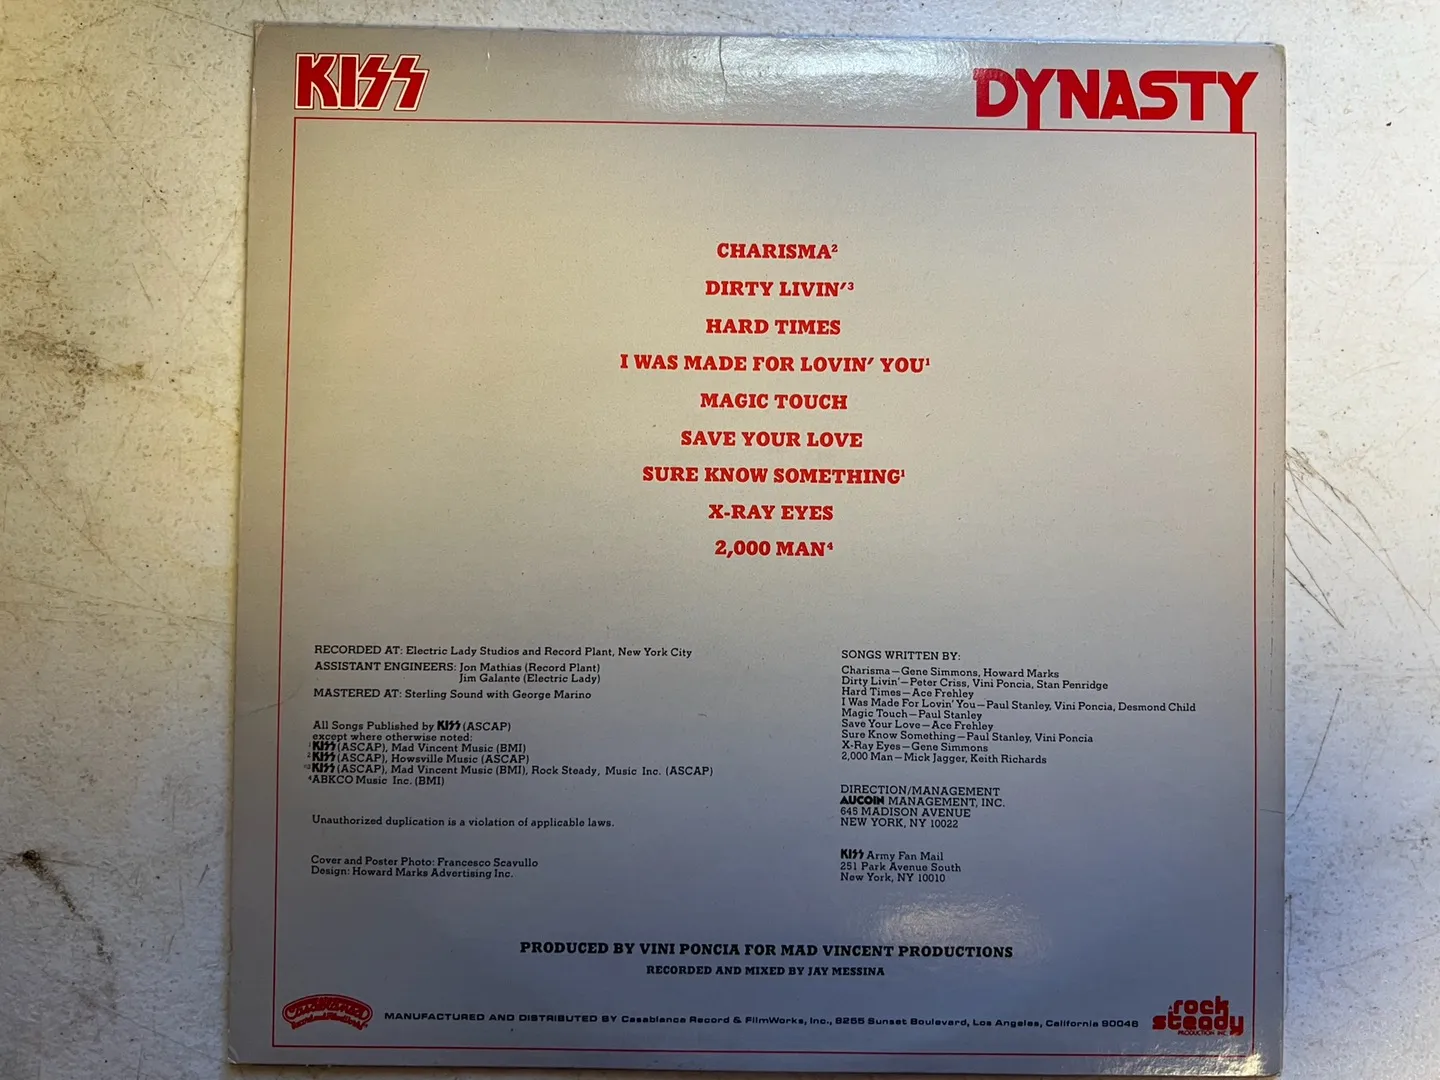 KISS
DYNASTY
CHARISMA²
DIRTY LIVIN'³
HARD TIMES
I WAS MADE FOR LOVIN' YOU¹
MAGIC TOUCH
SAVE YOUR LOVE
SURE KNOW SOMETHING¹
X-RAY EYES
2,000 MAN⁴
RECORDED AT: Electric Lady Studios and Record Plant, New York City
ASSISTANT ENGINEERS: Jon Mathias (Record Plant)
Jim Galante (Electric Lady)
MASTERED AT: Sterling Sound with George Marino
All Songs Published by KISS (ASCAP)
except where otherwise noted:
¹KISS (ASCAP), Mad Vincent Music (BMI)
²KISS (ASCAP), Howsville Music (ASCAP)
³KISS (ASCAP), Mad Vincent Music (BMI), Rock Steady, Music Inc. (ASCAP)
⁴ABKCO Music Inc. (BMI)
Unauthorized duplication is a violation of applicable laws.
Cover and Poster Photo: Francesco Scavullo
Design: Howard Marks Advertising Inc.
SONGS WRITTEN BY:
Charisma—Gene Simmons, Howard Marks
Dirty Livin'—Peter Criss, Vini Poncia, Stan Penridge
Hard Times—Ace Frehley
I Was Made For Lovin' You—Paul Stanley, Vini Poncia, Desmond Child
Magic Touch—Paul Stanley
Save Your Love—Ace Frehley
Sure Know Something—Paul Stanley, Vini Poncia
X-Ray Eyes—Gene Simmons
2,000 Man—Mick Jagger, Keith Richards
DIRECTION/MANAGEMENT
AUCOIN MANAGEMENT, INC.
645 MADISON AVENUE
NEW YORK, NY 10022
KISS Army Fan Mail
251 Park Avenue South
New York, NY 10010
PRODUCED BY VINI PONCIA FOR MAD VINCENT PRODUCTIONS
RECORDED AND MIXED BY JAY MESSINA
Casablanca
Record and FilmWorks
MANUFACTURED AND DISTRIBUTED BY Casablanca Record & FilmWorks, Inc., 8255 Sunset Boulevard, Los Angeles, California 90046
rock
steady
PRODUCTION INC.